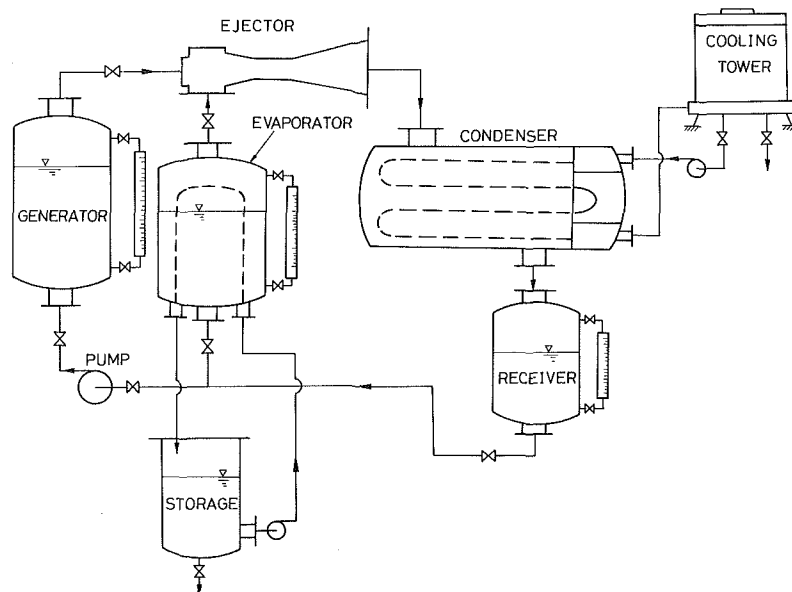 EJECTOR
COOLING
TOWER
EVAPORATOR
CONDENSER
GENERATOR
PUMP
RECEIVER
STORAGE